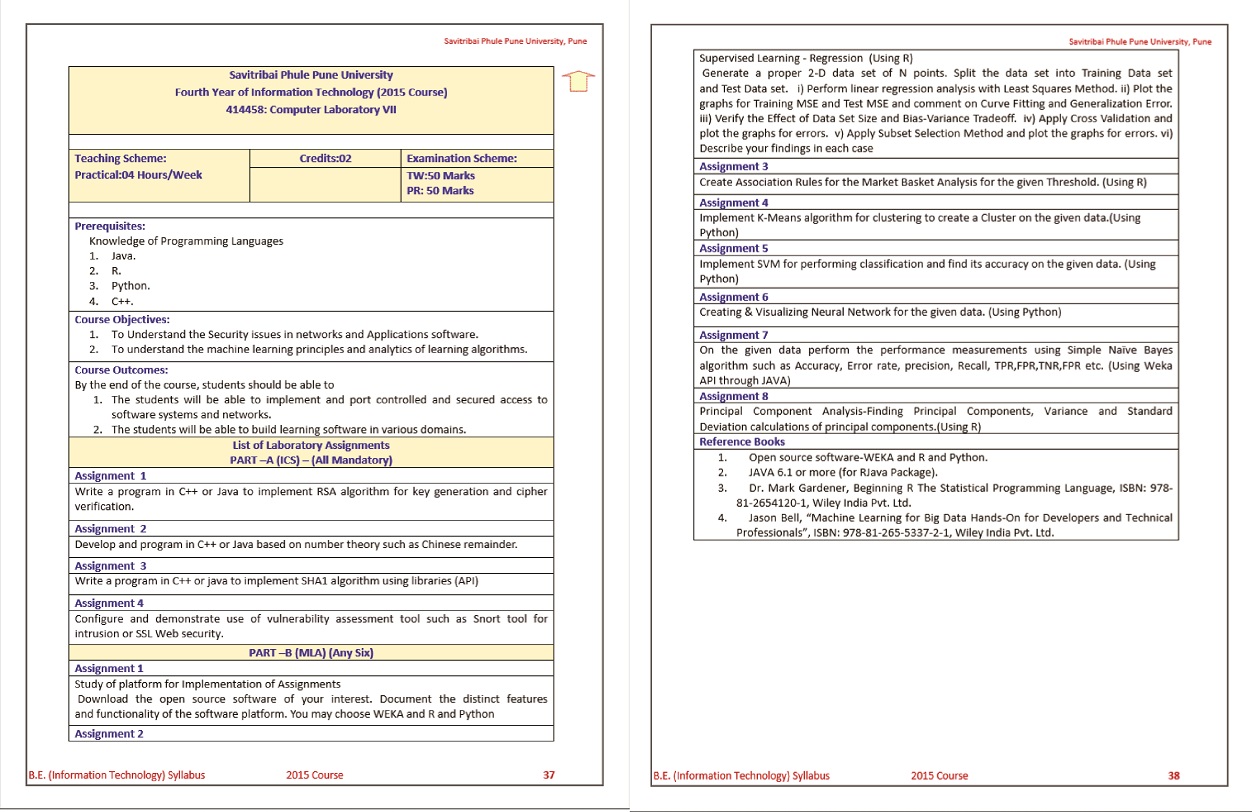 Savitribai Phule Pune University, Pune
Savitribai Phule Pune University
Fourth Year of Information Technology (2015 Course)
414458: Computer Laboratory VII
Teaching Scheme:
Practical:04 Hours/Week
Credits:02
Examination Scheme:
TW:50 Marks
PR: 50 Marks
Prerequisites:
Knowledge of Programming Languages
1. Java.
2. R.
3. Python.
4. C++.
Course Objectives:
1. To Understand the Security issues in networks and Applications software.
2. To understand the machine learning principles and analytics of learning algorithms.
Course Outcomes:
By the end of the course, students should be able to
1. The students will be able to implement and port controlled and secured access to
software systems and networks.
2. The students will be able to build learning software in various domains.
List of Laboratory Assignments
PART –A (ICS) – (All Mandatory)
Assignment 1
Write a program in C++ or Java to implement RSA algorithm for key generation and cipher
verification.
Assignment 2
Develop and program in C++ or Java based on number theory such as Chinese remainder.
Assignment 3
Write a program in C++ or java to implement SHA1 algorithm using libraries (API)
Assignment 4
Configure and demonstrate use of vulnerability assessment tool such as Snort tool for
intrusion or SSL Web security.
PART –B (MLA) (Any Six)
Assignment 1
Study of platform for Implementation of Assignments
Download the open source software of your interest. Document the distinct features
and functionality of the software platform. You may choose WEKA and R and Python
Assignment 2
B.E. (Information Technology) Syllabus 2015 Course 37
Savitribai Phule Pune University, Pune
Supervised Learning - Regression (Using R)
Generate a proper 2-D data set of N points. Split the data set into Training Data set
and Test Data set. i) Perform linear regression analysis with Least Squares Method. ii) Plot the
graphs for Training MSE and Test MSE and comment on Curve Fitting and Generalization Error.
iii) Verify the Effect of Data Set Size and Bias-Variance Tradeoff. iv) Apply Cross Validation and
plot the graphs for errors. v) Apply Subset Selection Method and plot the graphs for errors. vi)
Describe your findings in each case
Assignment 3
Create Association Rules for the Market Basket Analysis for the given Threshold. (Using R)
Assignment 4
Implement K-Means algorithm for clustering to create a Cluster on the given data.(Using
Python)
Assignment 5
Implement SVM for performing classification and find its accuracy on the given data. (Using
Python)
Assignment 6
Creating & Visualizing Neural Network for the given data. (Using Python)
Assignment 7
On the given data perform the performance measurements using Simple Naïve Bayes
algorithm such as Accuracy, Error rate, precision, Recall, TPR,FPR,TNR,FPR etc. (Using Weka
API through JAVA)
Assignment 8
Principal Component Analysis-Finding Principal Components, Variance and Standard
Deviation calculations of principal components.(Using R)
Reference Books
1. Open source software-WEKA and R and Python.
2. JAVA 6.1 or more (for RJava Package).
3. Dr. Mark Gardener, Beginning R The Statistical Programming Language, ISBN: 978-
81-2654120-1, Wiley India Pvt. Ltd.
4. Jason Bell, “Machine Learning for Big Data Hands-On for Developers and Technical
Professionals”, ISBN: 978-81-265-5337-2-1, Wiley India Pvt. Ltd.
B.E. (Information Technology) Syllabus 2015 Course 38